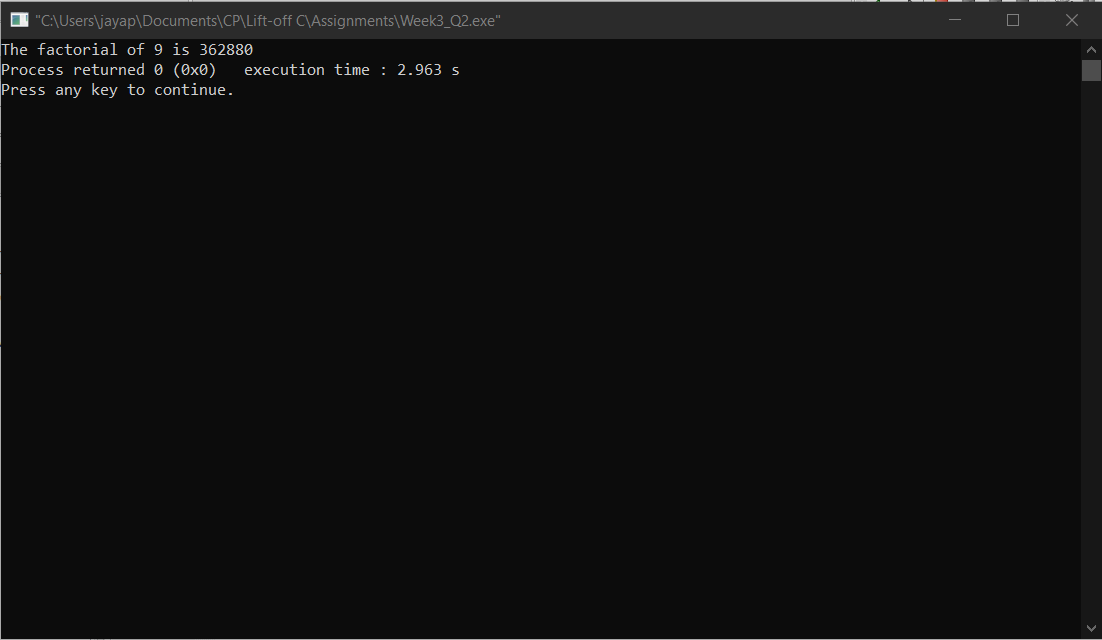 "C:\Users\jayap\Documents\CP\Lift-off C\Assignments\Week3_Q2.exe"
The factorial of 9 is 362880
Process returned 0 (0x0)   execution time : 2.963 s
Press any key to continue.